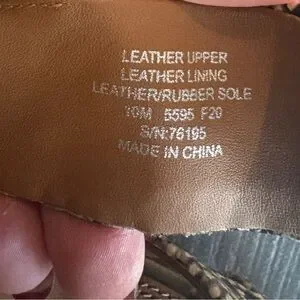 LEATHER UPPER
LEATHER LINING
LEATHER/RUBBER SOLE
10M 5595 F20
S/N:76195
MADE IN CHINA